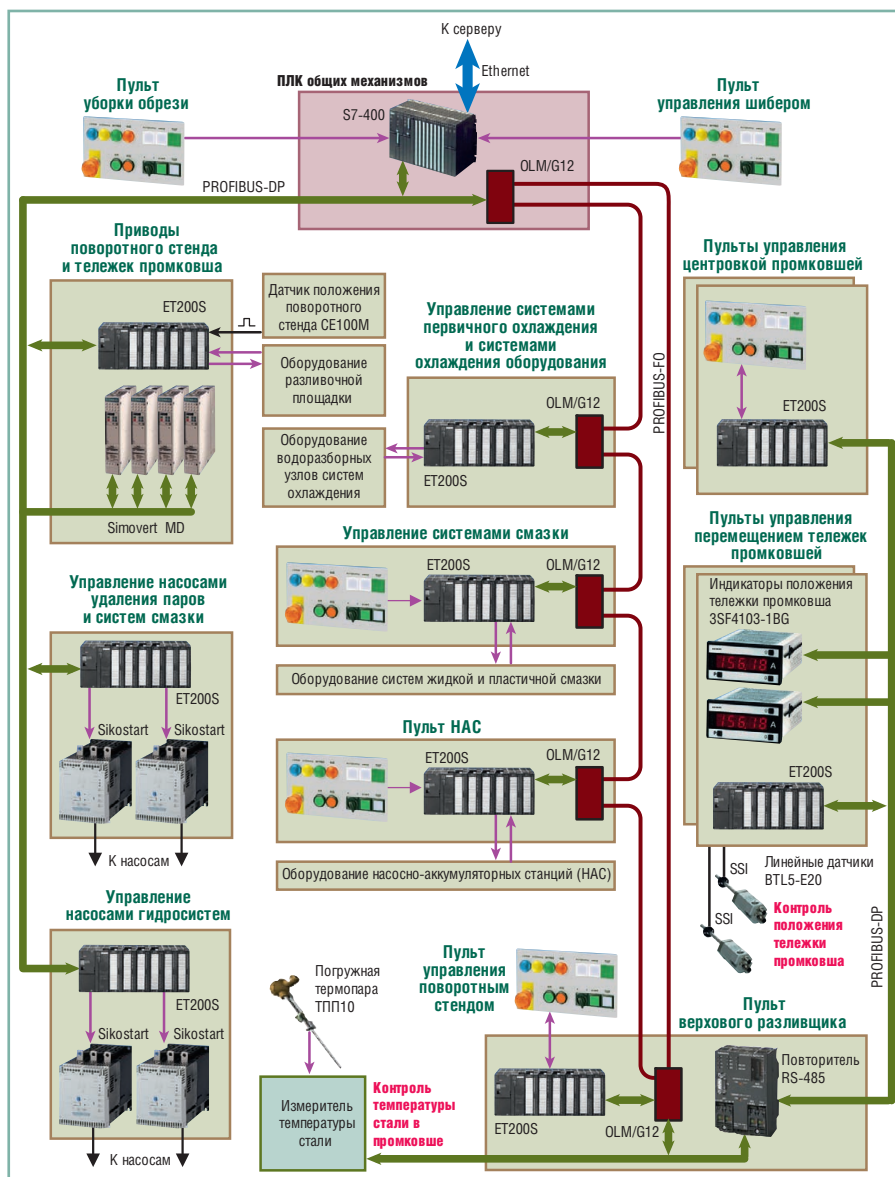 К серверу
Ethernet
ПЛК общих механизмов
S7-400
OLM/G12
PROFIBUS-DP
Пульт
уборки обрези
Пульт
управления шибером
Приводы
поворотного стенда
и тележек промковша
ET200S
Датчик положения
поворотного
стенда CE100M
Оборудование
разливочной
площадки
Simovert MD
Управление системами
первичного охлаждения
и системами
охлаждения оборудования
OLM/G12
ET200S
Оборудование
водоразборных
узлов систем
охлаждения
PROFIBUS-FO
Пульты управления
центровкой промковшей
ET200S
Управление системами смазки
ET200S
OLM/G12
Оборудование систем жидкой и пластичной смазки
Пульты управления
перемещением тележек
промковшей
Индикаторы положения
тележки промковша
3SF4103-1BG
156.18 A
156.18 A
ET200S
SSI
SSI
Линейные датчики
BTL5-E20
Контроль
положения
тележки
промковша
PROFIBUS-DP
Управление насосами
удаления паров
и систем смазки
ET200S
Sikostart
Sikostart
К насосам
Пульт НАС
ET200S
OLM/G12
Оборудование насосно-аккумуляторных станций (НАС)
Управление
насосами гидросистем
ET200S
Sikostart
Sikostart
К насосам
Погружная
термопара
ТПП10
Измеритель
температуры
стали
Контроль
температуры
стали в
промковше
Пульт
управления
поворотным
стендом
Пульт
верхового разливщика
ET200S
OLM/G12
Повторитель
RS-485